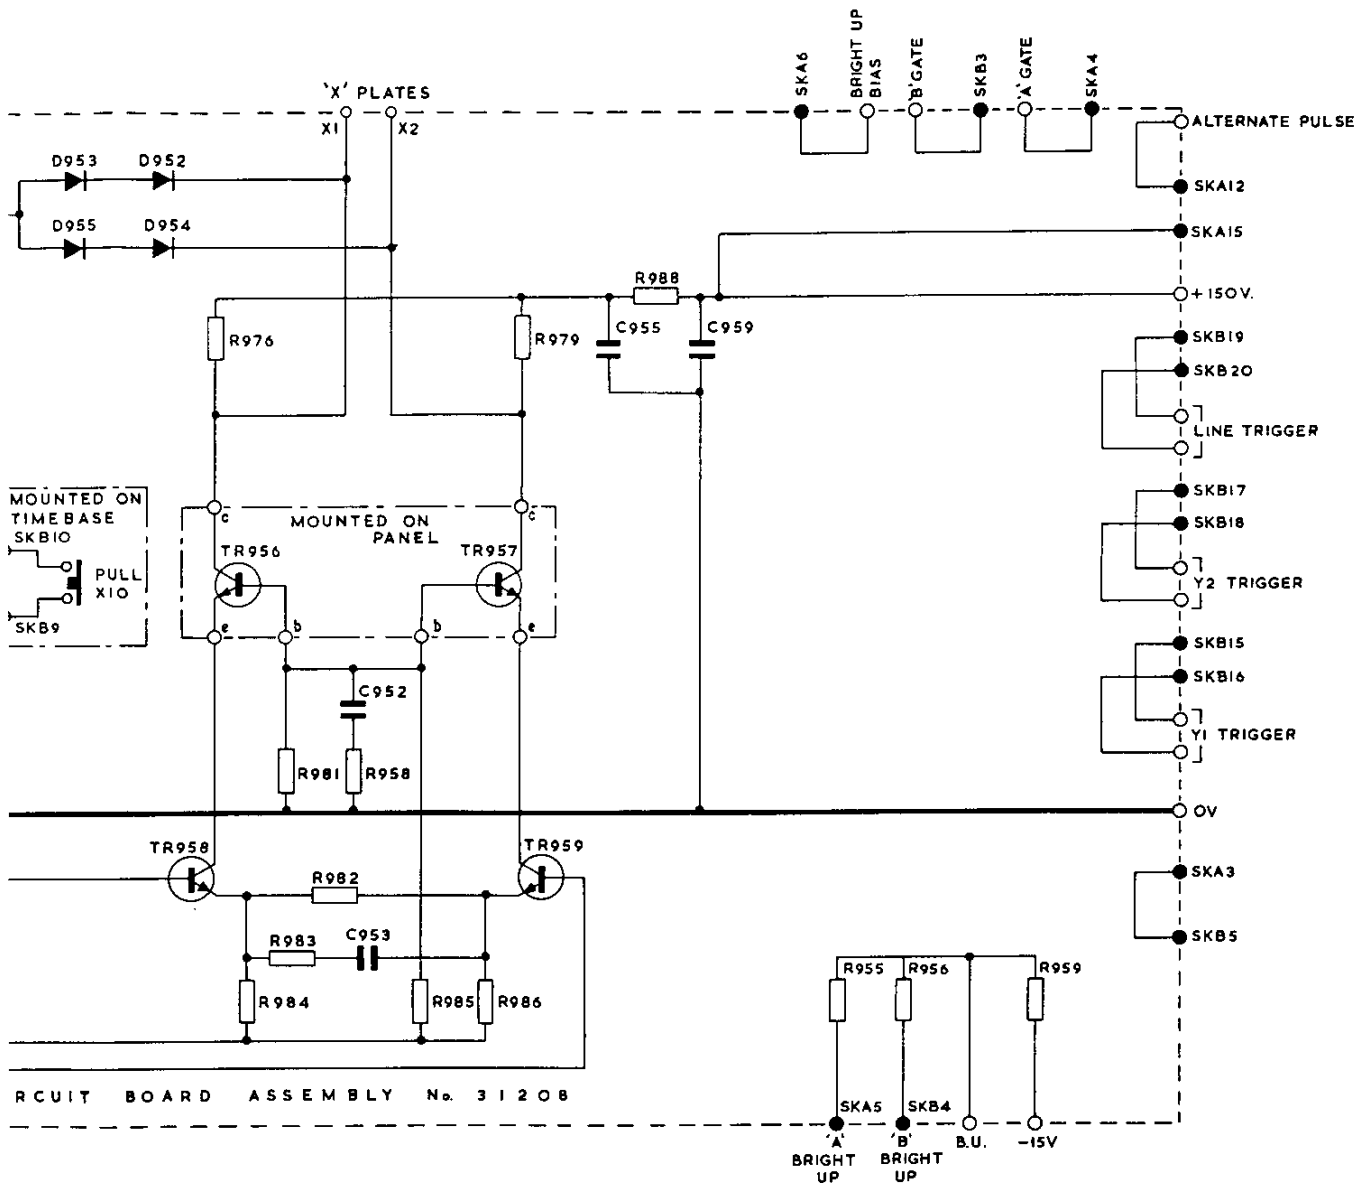 SKA6
BRIGHT UP
BIAS
'B' GATE
SKB3
'A' GATE
SKA4
'X' PLATES
X1
X2
ALTERNATE PULSE
D953
D952
SKA12
D955
D954
SKA15
R988
+150V.
R976
R979
C955
C959
SKB19
SKB20
LINE TRIGGER
MOUNTED ON
TIMEBASE
SKB10
PULL
X10
SKB9
c
MOUNTED ON
PANEL
c
TR956
TR957
e
b
b
e
SKB17
SKB18
Y2 TRIGGER
SKB15
SKB16
Y1 TRIGGER
C952
R981
R958
0V
TR958
TR959
R982
SKA3
R983
C953
SKB5
R984
R985
R986
R955
R956
R959
RCUIT BOARD ASSEMBLY No. 31208
SKA5
SKB4
'A'
BRIGHT
UP
'B'
BRIGHT
UP
B.U.
-15V